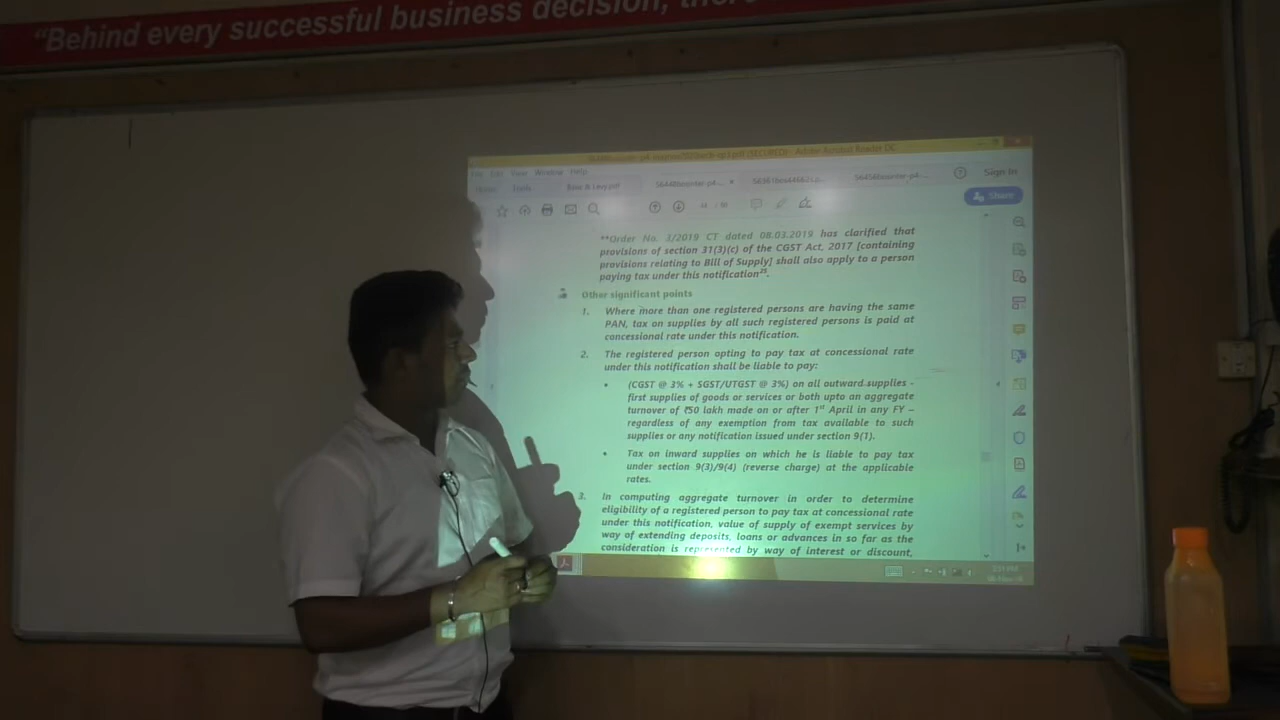 "Behind every successful business decision, there
Edit View Window Help
Home Tools Basic & Levy.pdf
Sign In
Share
**Order No. 3/2019 CT dated 08.03.2019 has clarified that
provisions of section 31(3)(c) of the CGST Act, 2017 [containing
provisions relating to Bill of Supply] shall also apply to a person
paying tax under this notification25.
Other significant points
1. Where more than one registered persons are having the same
PAN, tax on supplies by all such registered persons is paid at
concessional rate under this notification.
2. The registered person opting to pay tax at concessional rate
under this notification shall be liable to pay:
• (CGST @ 3% + SGST/UTGST @ 3%) on all outward supplies -
first supplies of goods or services or both upto an aggregate
turnover of ₹50 lakh made on or after 1st April in any FY –
regardless of any exemption from tax available to such
supplies or any notification issued under section 9(1).
• Tax on inward supplies on which he is liable to pay tax
under section 9(3)/9(4) (reverse charge) at the applicable
rates.
3. In computing aggregate turnover in order to determine
eligibility of a registered person to pay tax at concessional rate
under this notification, value of supply of exempt services by
way of extending deposits, loans or advances in so far as the
consideration is represented by way of interest or discount,